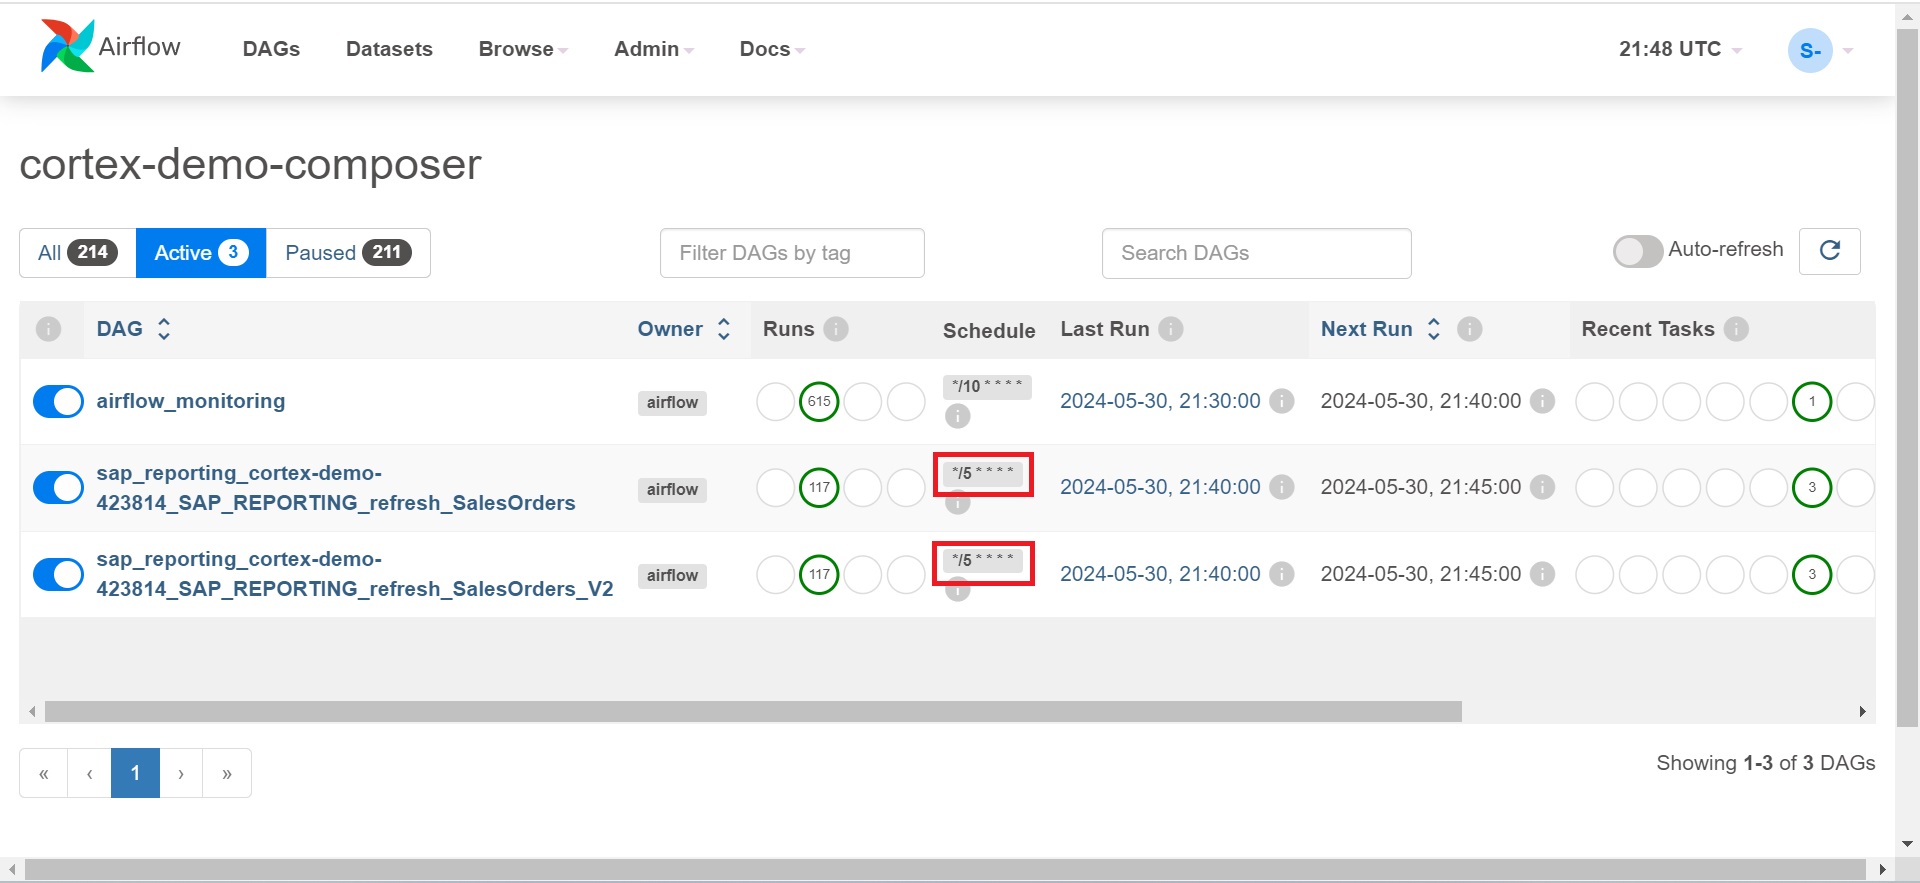 Airflow DAGs Datasets Browse Admin Docs 21:48 UTC S-
cortex-demo-composer
All 214 Active 3 Paused 211 Filter DAGs by tag Search DAGs Auto-refresh
i DAG Owner Runs i Schedule Last Run i Next Run i Recent Tasks i
airflow_monitoring airflow 615 */10 * * * * i 2024-05-30, 21:30:00 i 2024-05-30, 21:40:00 i 1
sap_reporting_cortex-demo-
423814_SAP_REPORTING_refresh_SalesOrders airflow 117 */5 * * * * i 2024-05-30, 21:40:00 i 2024-05-30, 21:45:00 i 3
sap_reporting_cortex-demo-
423814_SAP_REPORTING_refresh_SalesOrders_V2 airflow 117 */5 * * * * i 2024-05-30, 21:40:00 i 2024-05-30, 21:45:00 i 3
« ‹ 1 › »
Showing 1-3 of 3 DAGs